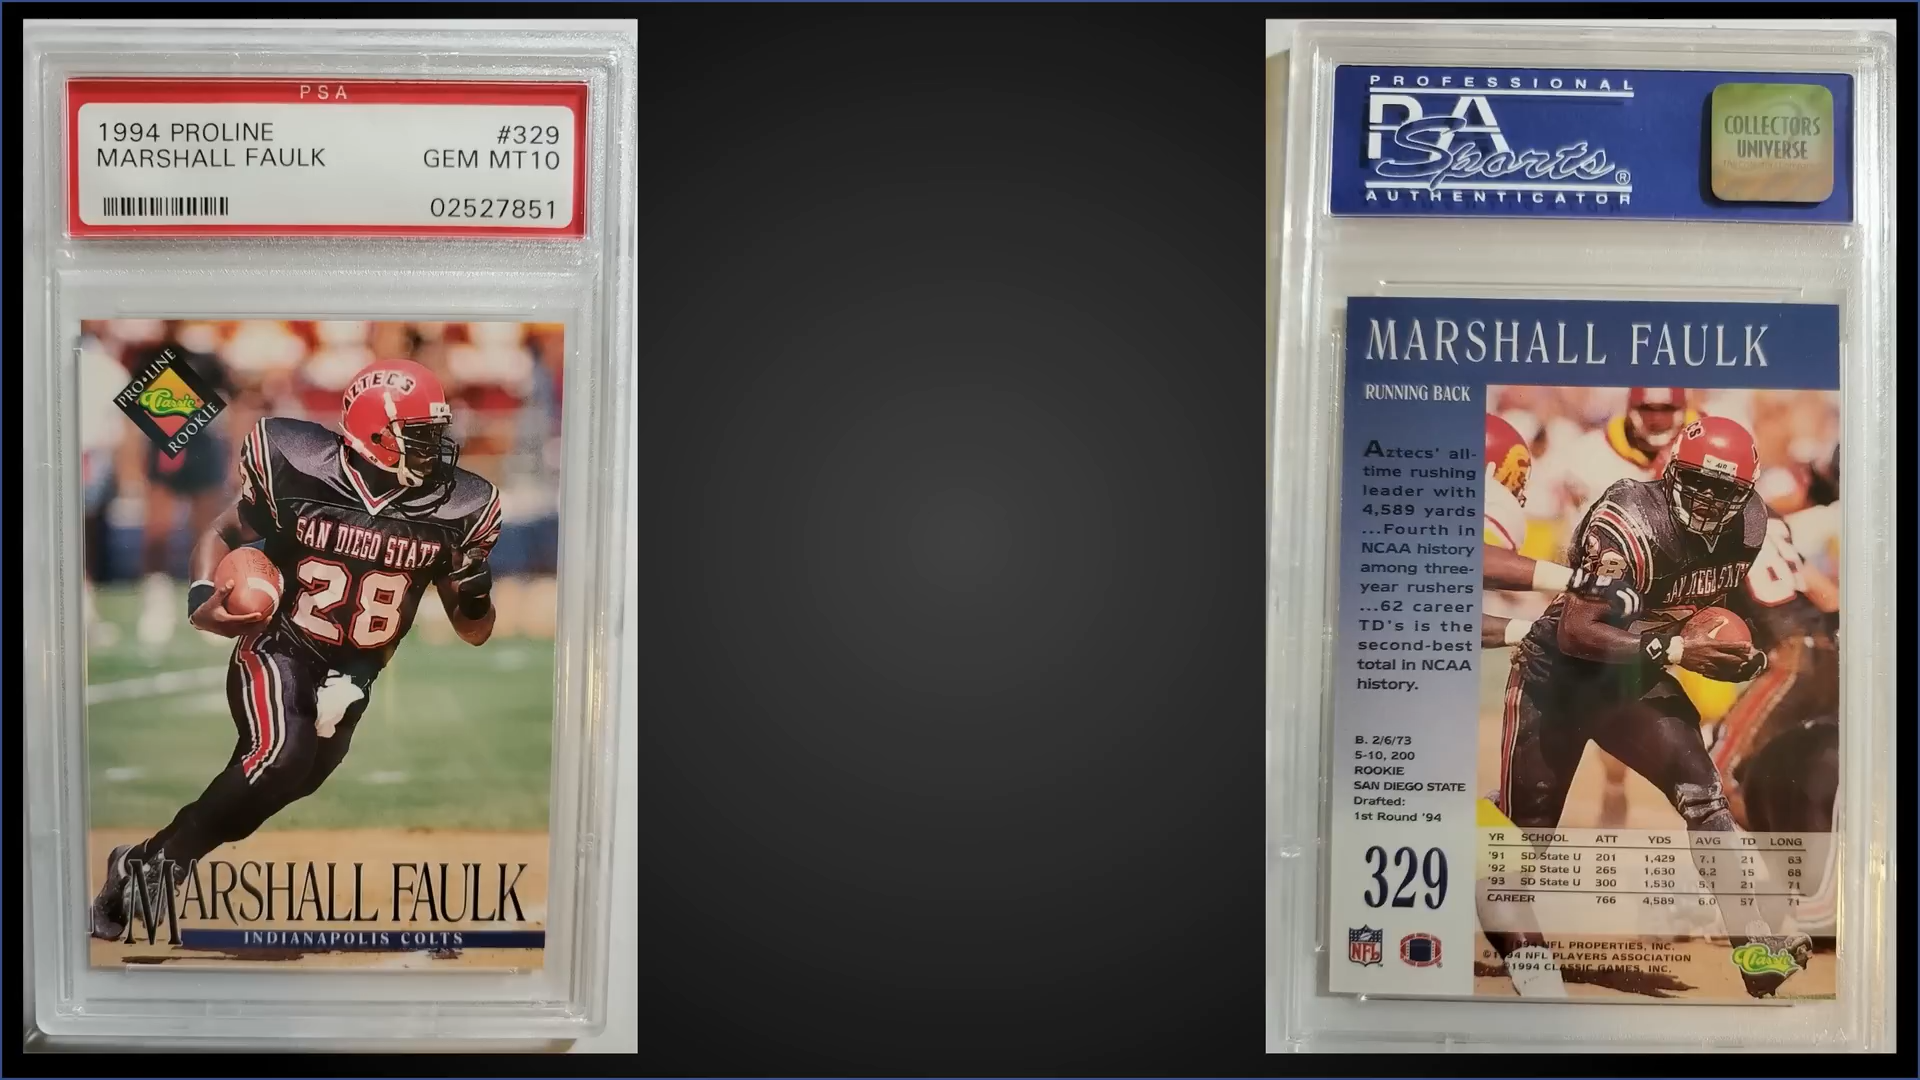 PSA
1994 PROLINE #329
MARSHALL FAULK GEM MT10
02527851
PRO•LINE
Classic
ROOKIE
AZTECS
SAN DIEGO STATE
28
MARSHALL FAULK
INDIANAPOLIS COLTS
PROFESSIONAL
PSA
Sports®
AUTHENTICATOR
COLLECTORS
UNIVERSE
MARSHALL FAULK
RUNNING BACK
Aztecs' all-
time rushing
leader with
4,589 yards
...Fourth in
NCAA history
among three-
year rushers
...62 career
TD's is the
second-best
total in NCAA
history.
B. 2/6/73
5-10, 200
ROOKIE
SAN DIEGO STATE
Drafted:
1st Round '94
329
NFL
YR SCHOOL ATT YDS AVG TD LONG
'91 SD State U 201 1,429 7.1 21 63
'92 SD State U 265 1,630 6.2 15 68
'93 SD State U 300 1,530 5.1 21 71
CAREER 766 4,589 6.0 57 71
1994 NFL PROPERTIES, INC.
©1994 NFL PLAYERS ASSOCIATION
©1994 CLASSIC GAMES, INC.
Classic